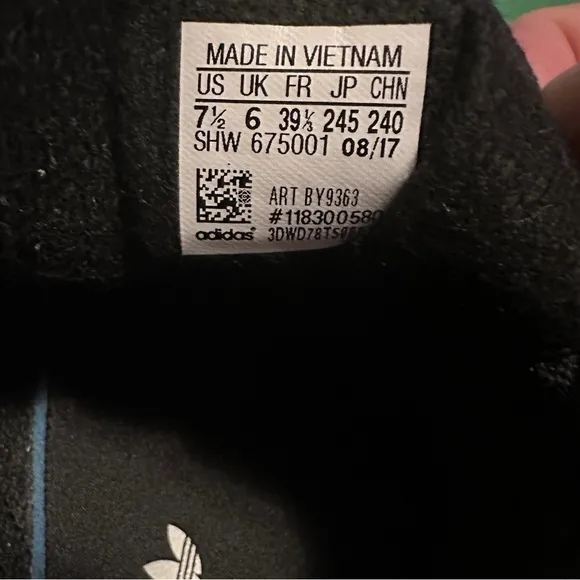 MADE IN VIETNAM
US UK FR JP CHN
7½ 6 39⅓ 245 240
SHW 675001 08/17
ART BY9363
#118300580
adidas 3DWD78T5